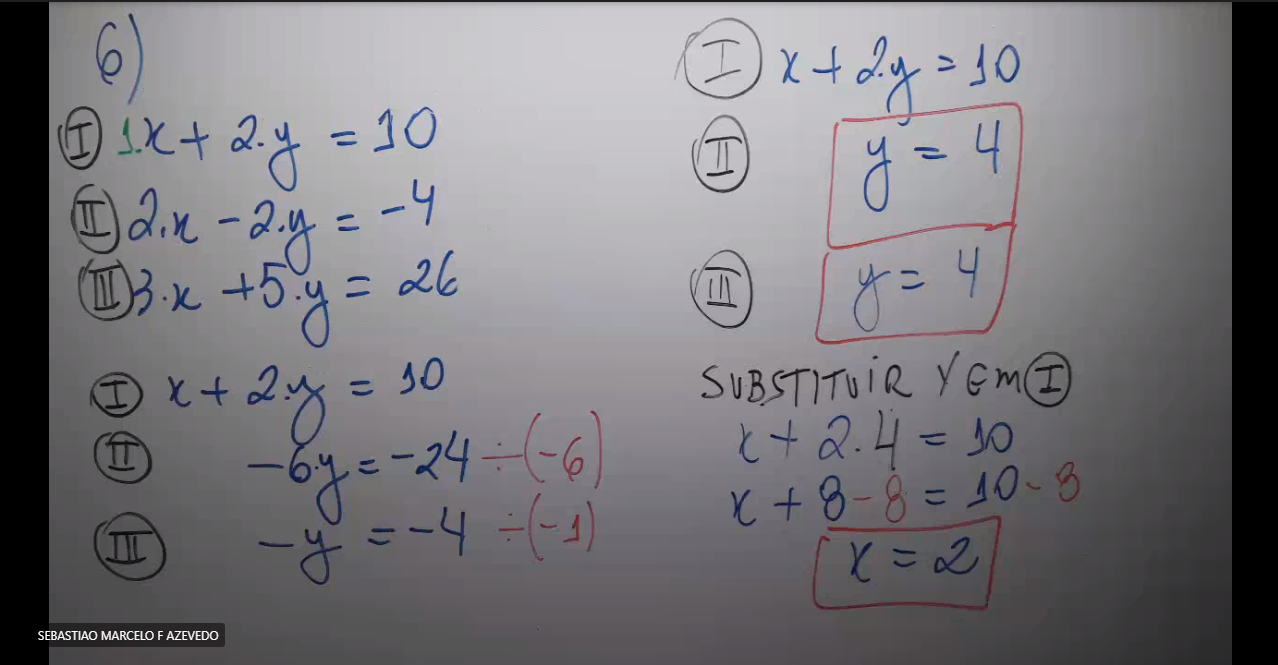 6)
I 1.x + 2.y = 10
II 2.x - 2.y = -4
III 3.x + 5.y = 26
I x + 2.y = 10
II -6.y = -24 ÷(-6)
III -y = -4 ÷(-1)
I x + 2.y = 10
II y = 4
III y = 4
SUBSTITUIR Y EM I
x + 2.4 = 10
x + 8 - 8 = 10 - 8
x = 2
SEBASTIAO MARCELO F AZEVEDO